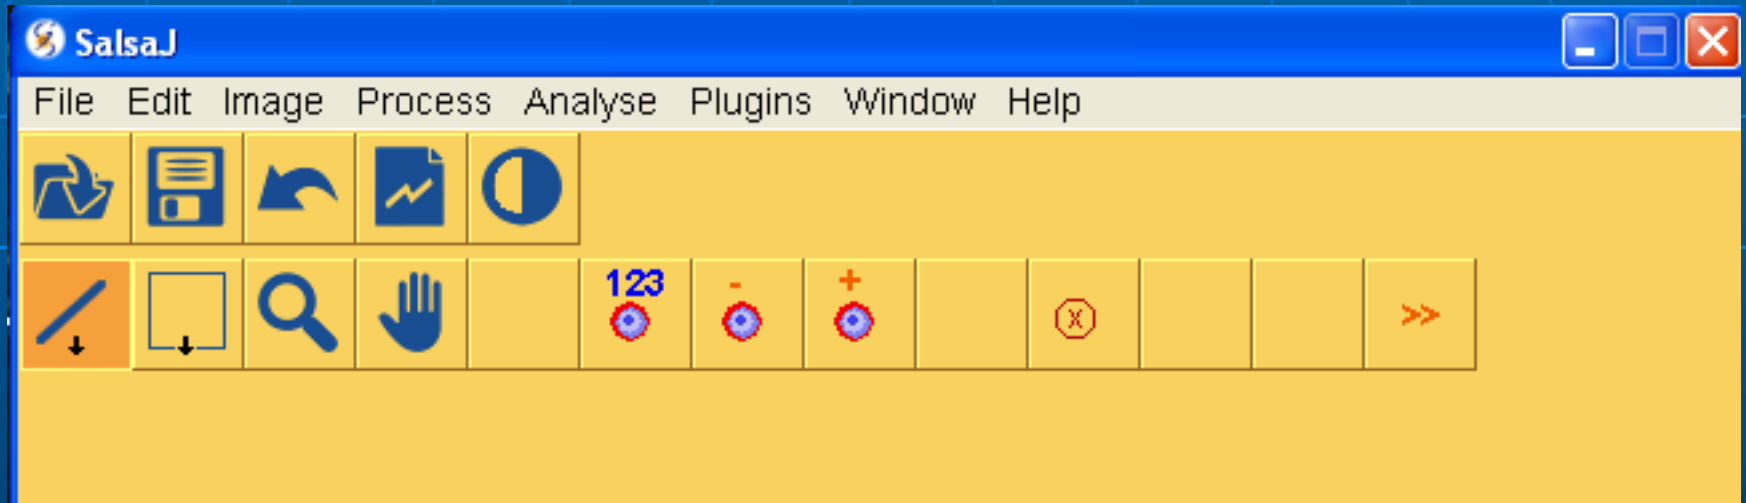 SalsaJ
File Edit Image Process Analyse Plugins Window Help
123
- +
X
>>